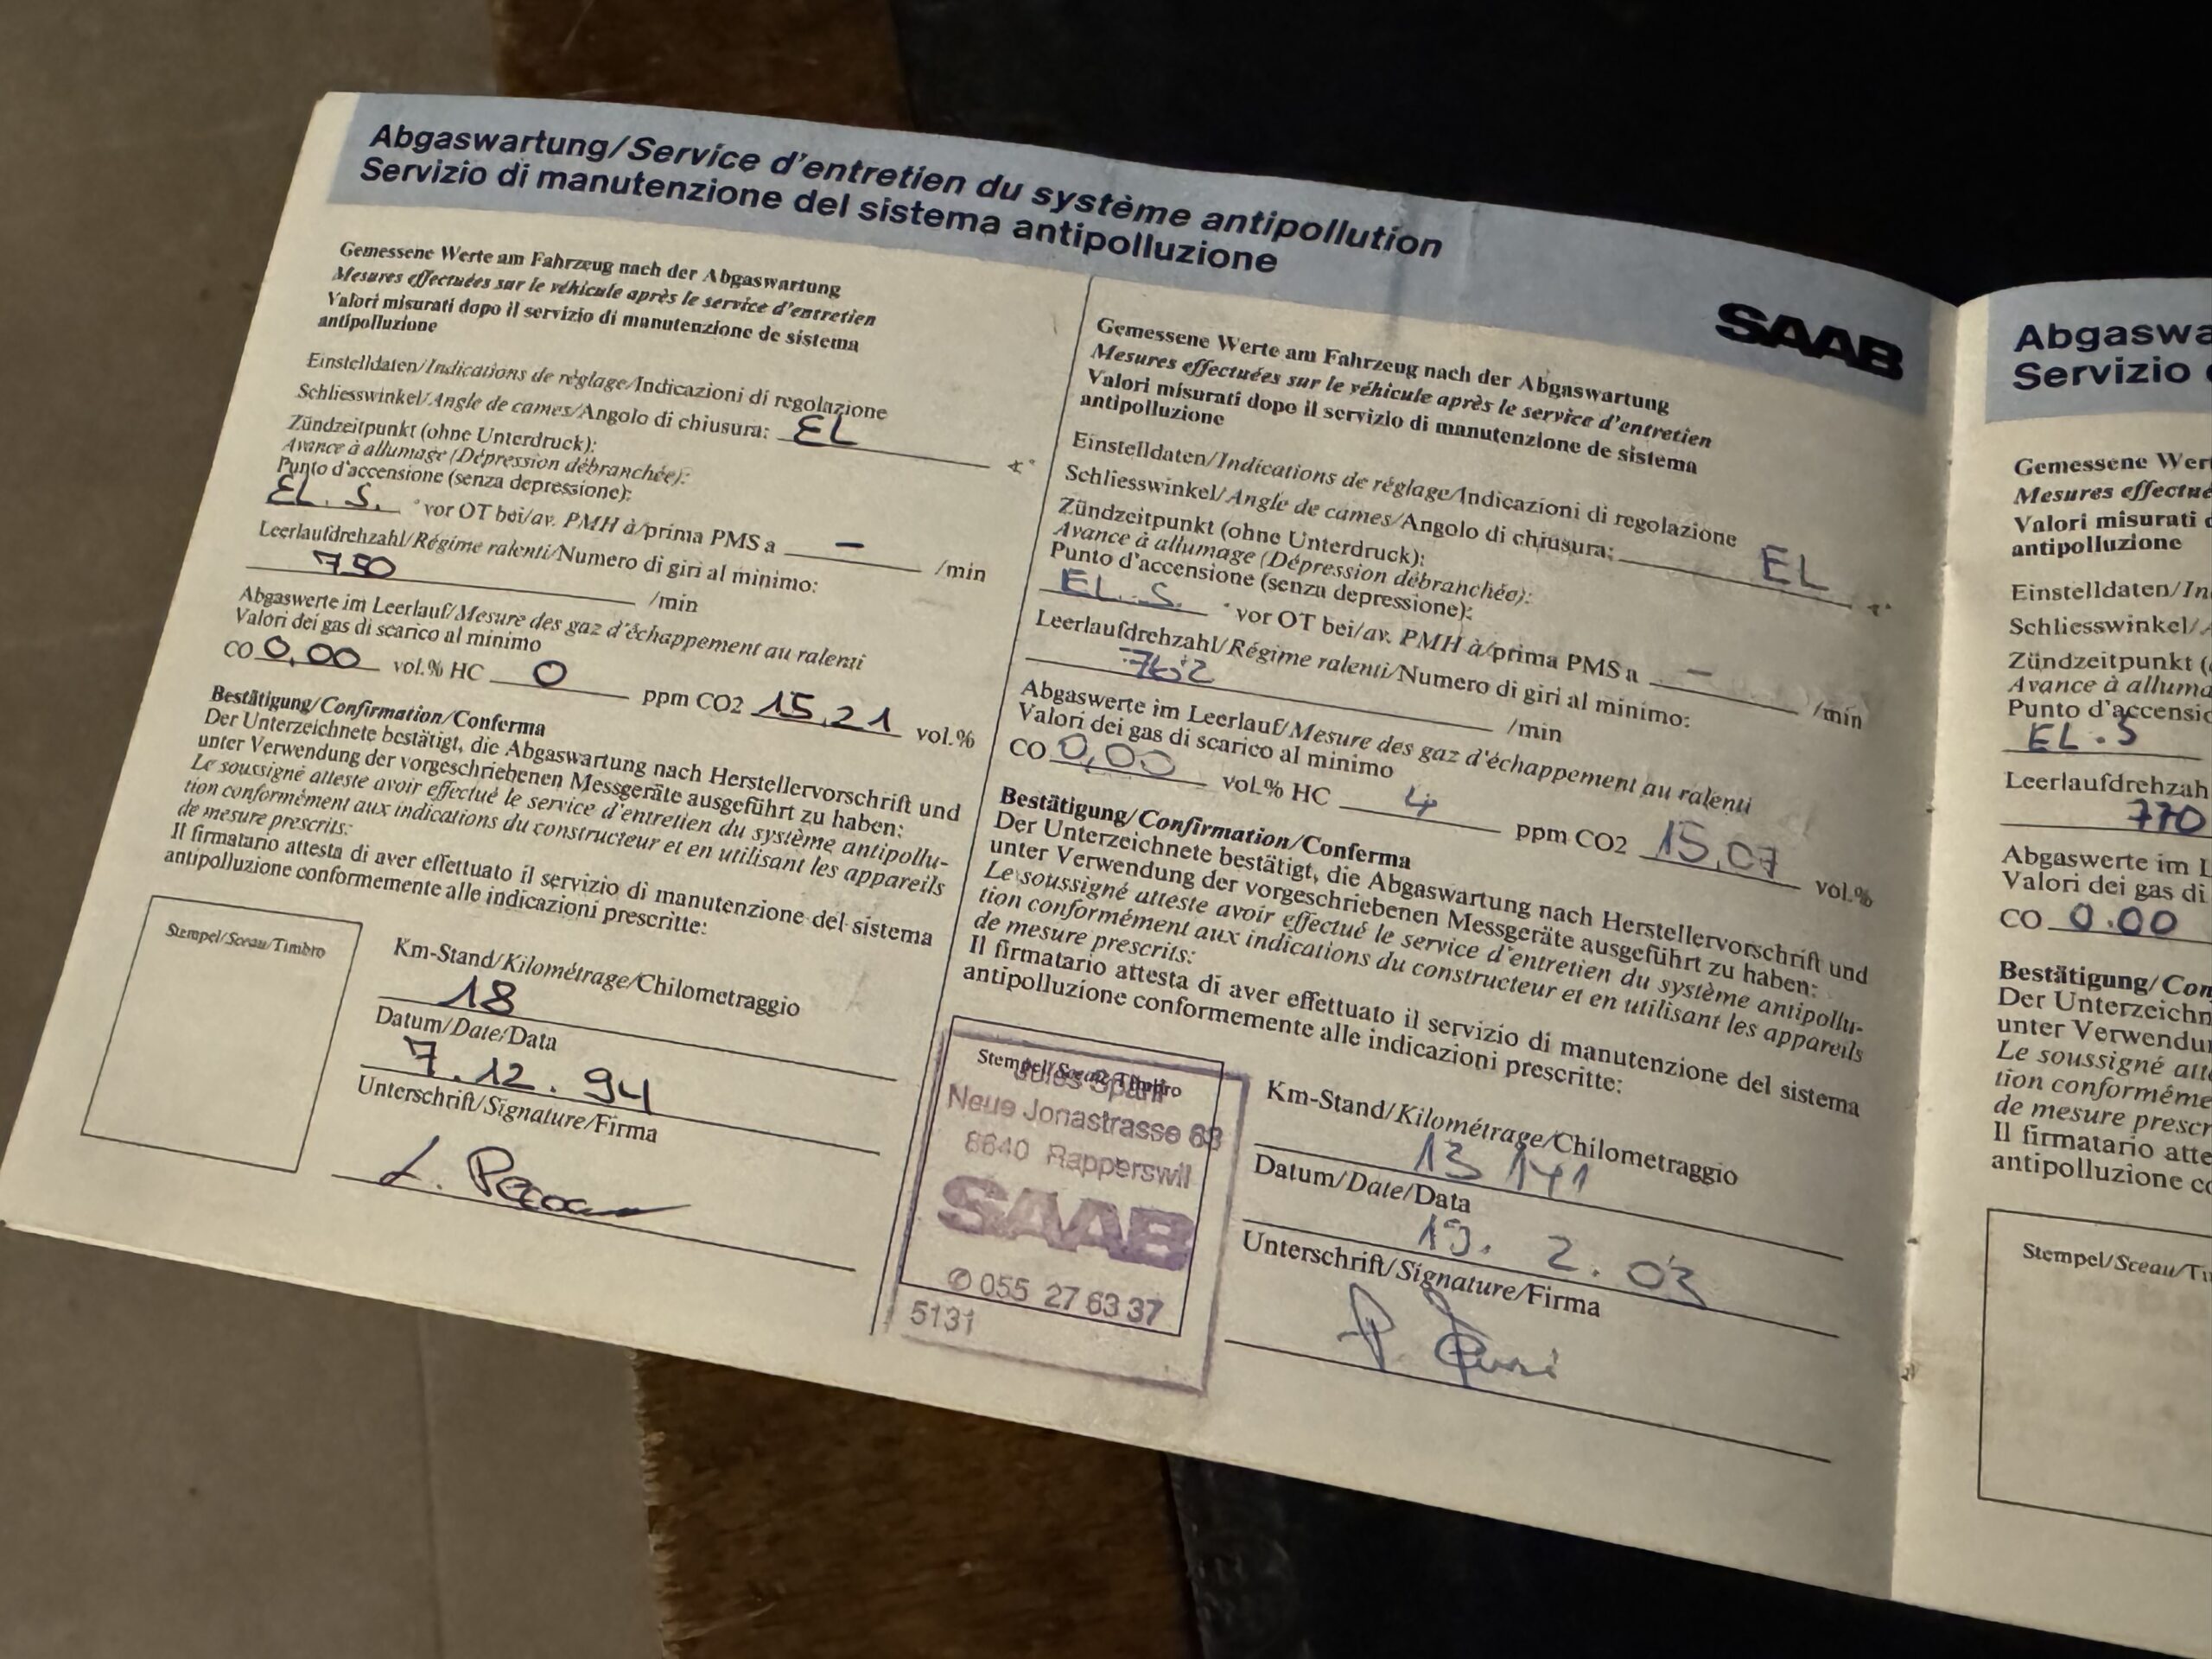 Abgaswartung/Service d'entretien du système antipollution
Servizio di manutenzione del sistema antipolluzione
SAAB
Gemessene Werte am Fahrzeug nach der Abgaswartung
Mesures effectuées sur le véhicule après le service d'entretien
Valori misurati dopo il servizio di manutenzione de sistema
antipolluzione
Einstelldaten/Indications de réglage/Indicazioni di regolazione
Schliesswinkel/Angle de cames/Angolo di chiusura: EL
Zündzeitpunkt (ohne Unterdruck):
Avance à allumage (Dépression débranchée):
Punto d'accensione (senza depressione):
EL. S. ° vor OT bei/av. PMH à/prima PMS a – /min
Leerlaufdrehzahl/Régime ralenti/Numero di giri al minimo:
750 /min
Abgaswerte im Leerlauf/Mesure des gaz d'échappement au ralenti
Valori dei gas di scarico al minimo
CO 0,00 vol.% HC 0 ppm CO2 15,21 vol.%
Bestätigung/Confirmation/Conferma
Der Unterzeichnete bestätigt, die Abgaswartung nach Herstellervorschrift und
unter Verwendung der vorgeschriebenen Messgeräte ausgeführt zu haben:
Le soussigné atteste avoir effectué le service d'entretien du système antipollu-
tion conformément aux indications du constructeur et en utilisant les appareils
de mesure prescrits:
Il firmatario attesta di aver effettuato il servizio di manutenzione del sistema
antipolluzione conformemente alle indicazioni prescritte:
Stempel/Sceau/Timbro
Km-Stand/Kilométrage/Chilometraggio
18
Datum/Date/Data
7.12.94
Unterschrift/Signature/Firma
Gemessene Werte am Fahrzeug nach der Abgaswartung
Mesures effectuées sur le véhicule après le service d'entretien
Valori misurati dopo il servizio di manutenzione de sistema
antipolluzione
Einstelldaten/Indications de réglage/Indicazioni di regolazione
Schliesswinkel/Angle de cames/Angolo di chiusura: EL
Zündzeitpunkt (ohne Unterdruck):
Avance à allumage (Dépression débranchée):
Punto d'accensione (senza depressione):
EL. S. ° vor OT bei/av. PMH à/prima PMS a – /min
Leerlaufdrehzahl/Régime ralenti/Numero di giri al minimo:
/min
Abgaswerte im Leerlauf/Mesure des gaz d'échappement au ralenti
Valori dei gas di scarico al minimo
CO 0,00 vol.% HC 4 ppm CO2 15,07 vol.%
Bestätigung/Confirmation/Conferma
Der Unterzeichnete bestätigt, die Abgaswartung nach Herstellervorschrift und
unter Verwendung der vorgeschriebenen Messgeräte ausgeführt zu haben:
Le soussigné atteste avoir effectué le service d'entretien du système antipollu-
tion conformément aux indications du constructeur et en utilisant les appareils
de mesure prescrits:
Il firmatario attesta di aver effettuato il servizio di manutenzione del sistema
antipolluzione conformemente alle indicazioni prescritte:
Stempel/Sceau/Timbro
Neue Jonastrasse 63
8640 Rapperswil
SAAB
✆ 055 27 63 37
5131
Km-Stand/Kilométrage/Chilometraggio
13 141
Datum/Date/Data
19. 2. 03
Unterschrift/Signature/Firma
Abgaswa
Servizio
Gemessene Wer
Mesures effectué
Valori misurati
antipolluzione
Einstelldaten/In
Schliesswinkel/
Zündzeitpunkt (
Avance à alluma
Punto d'accensio
EL.S
Leerlaufdrehzah
770
Abgaswerte im L
Valori dei gas di
CO 0.00
Bestätigung/Con
Der Unterzeichn
unter Verwendu
Le soussigné att
tion conforméme
de mesure prescr
Il firmatario atte
antipolluzione co
Stempel/Sceau/Ti